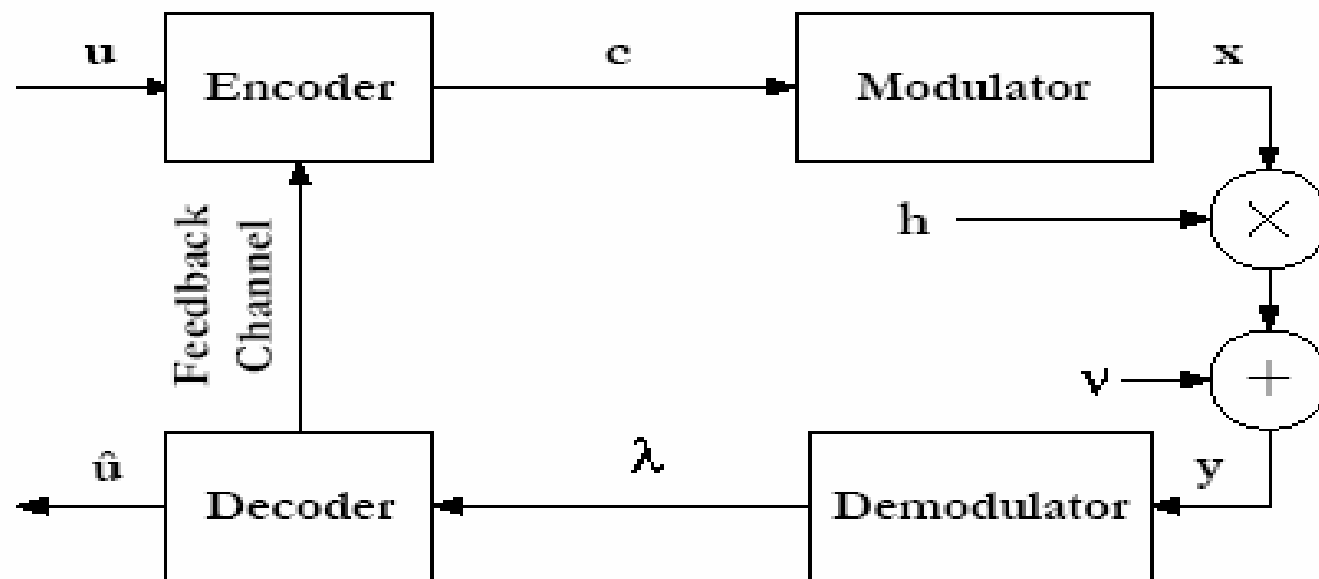 u
Encoder
c
Modulator
x
h
×
Feedback
Channel
ν
+
û
Decoder
λ
Demodulator
y